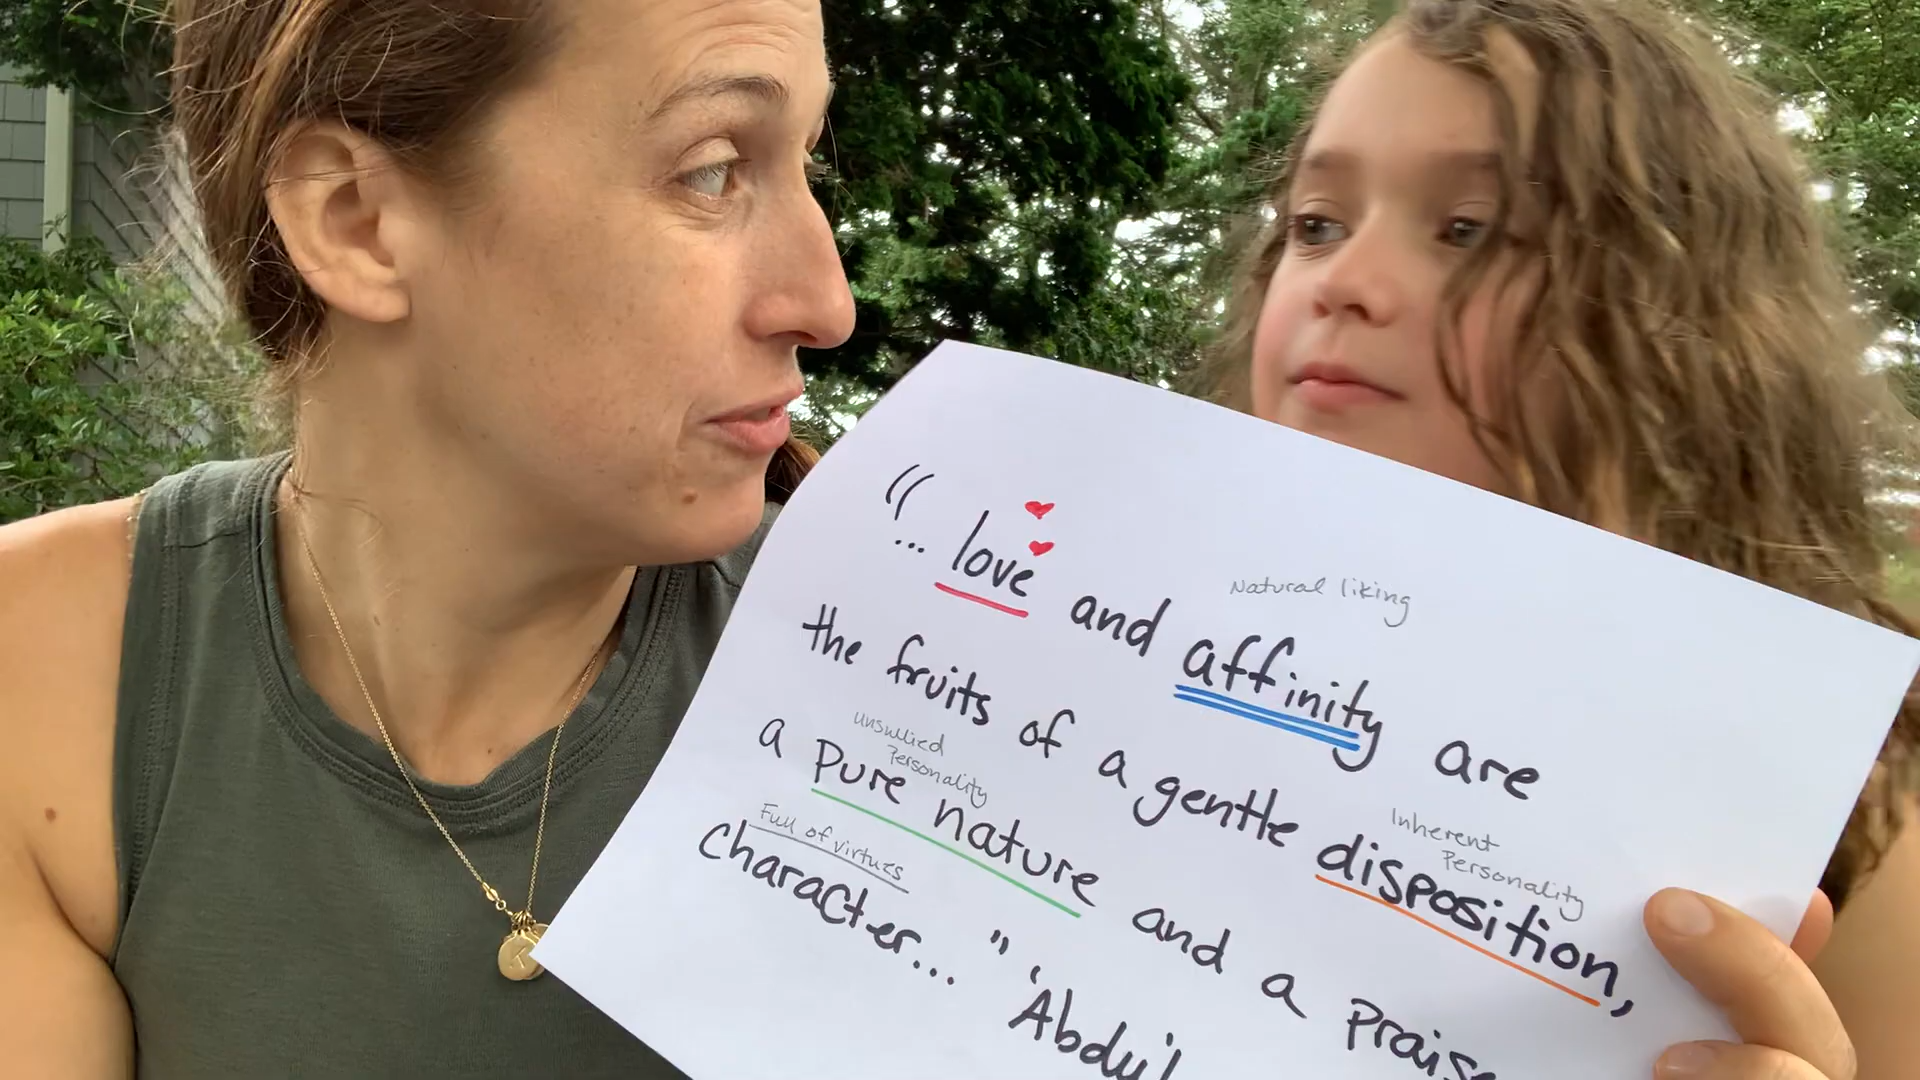 "... love and affinity are
Natural liking
the fruits of a gentle disposition,
Inherent
Personality
unsullied
Personality
a pure nature and a
Full of virtues
character..." 'Abdu'l
K